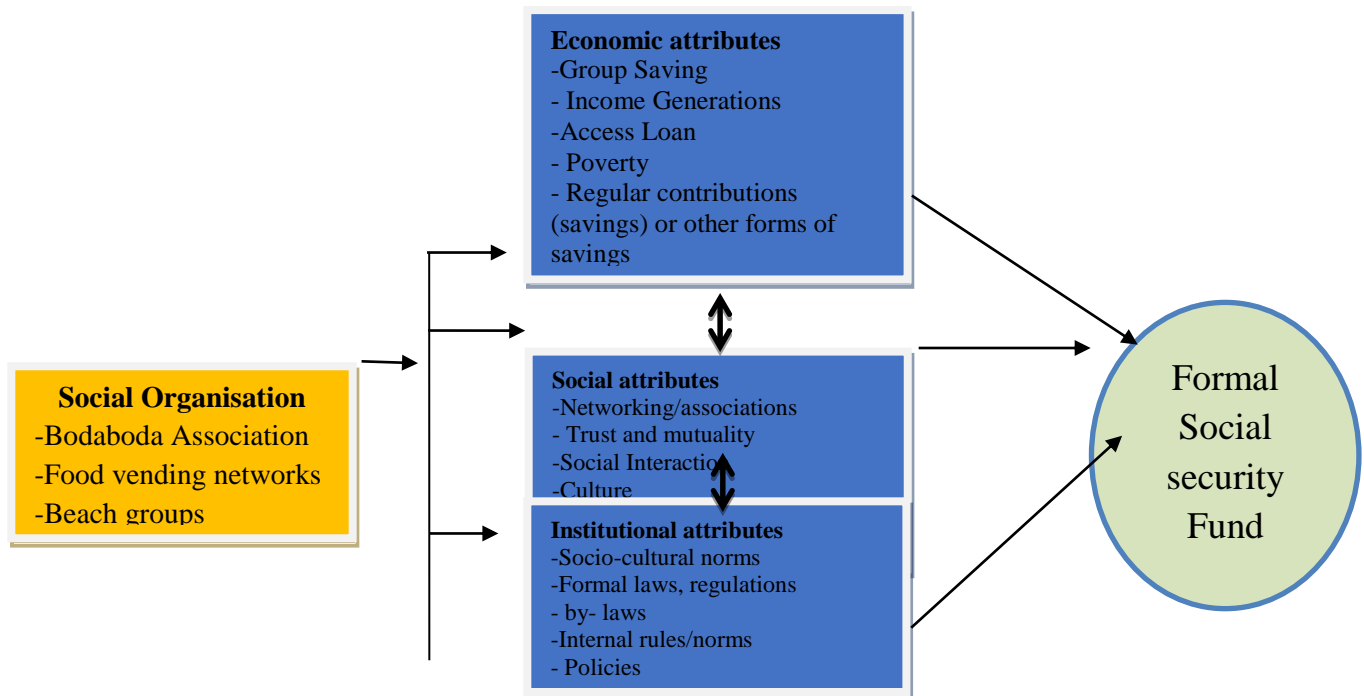 Economic attributes
-Group Saving
- Income Generations
-Access Loan
- Poverty
- Regular contributions
(savings) or other forms of
savings
Social Organisation
-Bodaboda Association
-Food vending networks
-Beach groups
Social attributes
-Networking/associations
- Trust and mutuality
-Social Interaction
-Culture
Institutional attributes
-Socio-cultural norms
-Formal laws, regulations
- by- laws
-Internal rules/norms
- Policies
Formal
Social
security
Fund